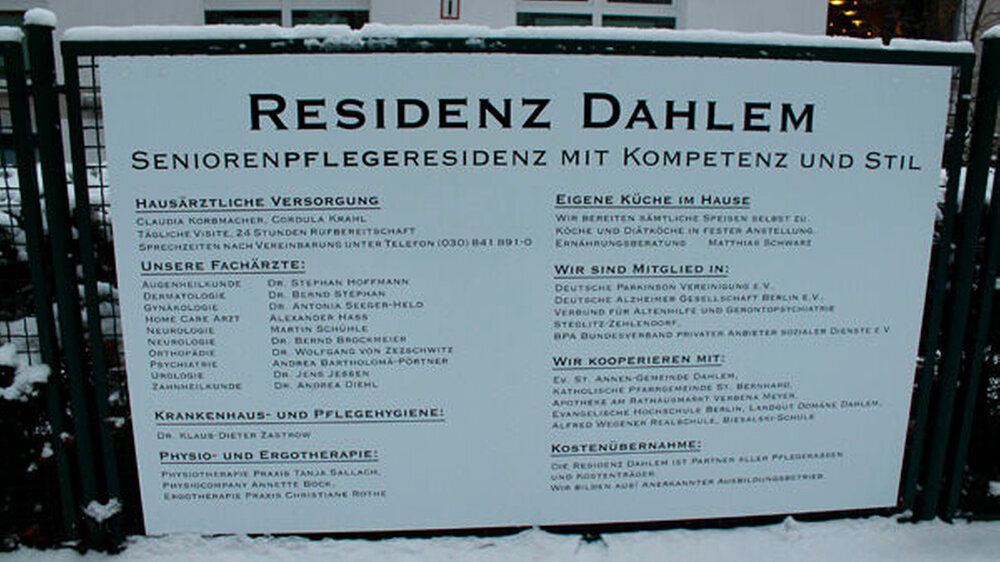 RESIDENZ DAHLEM
SENIORENPFLEGERESIDENZ MIT KOMPETENZ UND STIL
HAUSÄRZTLICHE VERSORGUNG
CLAUDIA KORBMACHER, CORDULA KRAHL
TÄGLICHE VISITE, 24 STUNDEN RUFBEREITSCHAFT
SPRECHZEITEN NACH VEREINBARUNG UNTER TELEFON (030) 841 891-0
UNSERE FACHÄRZTE:
AUGENHEILKUNDE DR. STEPHAN HOFFMANN
DERMATOLOGIE DR. BERND STEPHAN
GYNÄKOLOGIE DR. ANTONIA SEEGER-HELD
HOME CARE ARZT ALEXANDER HASS
NEUROLOGIE MARTIN SCHÜHLE
NEUROLOGIE DR. BERND BROCKMEIER
ORTHOPÄDIE DR. WOLFGANG VON ZEZSCHWITZ
PSYCHIATRIE ANDREA BARTHOLOMÄ-PÖRTNER
UROLOGIE DR. JENS JESSEN
ZAHNHEILKUNDE DR. ANDREA DIEHL
KRANKENHAUS- UND PFLEGEHYGIENE:
DR. KLAUS-DIETER ZASTROW
PHYSIO- UND ERGOTHERAPIE:
PHYSIOTHERAPIE PRAXIS TANJA SALLACH,
PHYSIOCOMPANY ANNETTE BOCK,
ERGOTHERAPIE PRAXIS CHRISTIANE ROTHE
EIGENE KÜCHE IM HAUSE
WIR BEREITEN SÄMTLICHE SPEISEN SELBST ZU.
KÖCHE UND DIÄTKÖCHE IN FESTER ANSTELLUNG.
ERNÄHRUNGSBERATUNG MATTHIAS SCHWARZ
WIR SIND MITGLIED IN:
DEUTSCHE PARKINSON VEREINIGUNG E.V.,
DEUTSCHE ALZHEIMER GESELLSCHAFT BERLIN E.V.,
VERBUND FÜR ALTENHILFE UND GERONTOPSYCHIATRIE
STEGLITZ-ZEHLENDORF,
BPA BUNDESVERBAND PRIVATER ANBIETER SOZIALER DIENSTE E.V.
WIR KOOPERIEREN MIT:
EV. ST. ANNEN-GEMEINDE DAHLEM,
KATHOLISCHE PFARRGEMEINDE ST. BERNHARD,
APOTHEKE AM RATHAUSMARKT VERBENA MEYER,
EVANGELISCHE HOCHSCHULE BERLIN, LANDGUT DOMÄNE DAHLEM,
ALFRED WEGENER REALSCHULE, BIESALSKI-SCHULE
KOSTENÜBERNAHME:
DIE RESIDENZ DAHLEM IST PARTNER ALLER PFLEGEKASSEN
UND KOSTENTRÄGER.
WIR BILDEN AUS! ANERKANNTER AUSBILDUNGSBETRIEB.